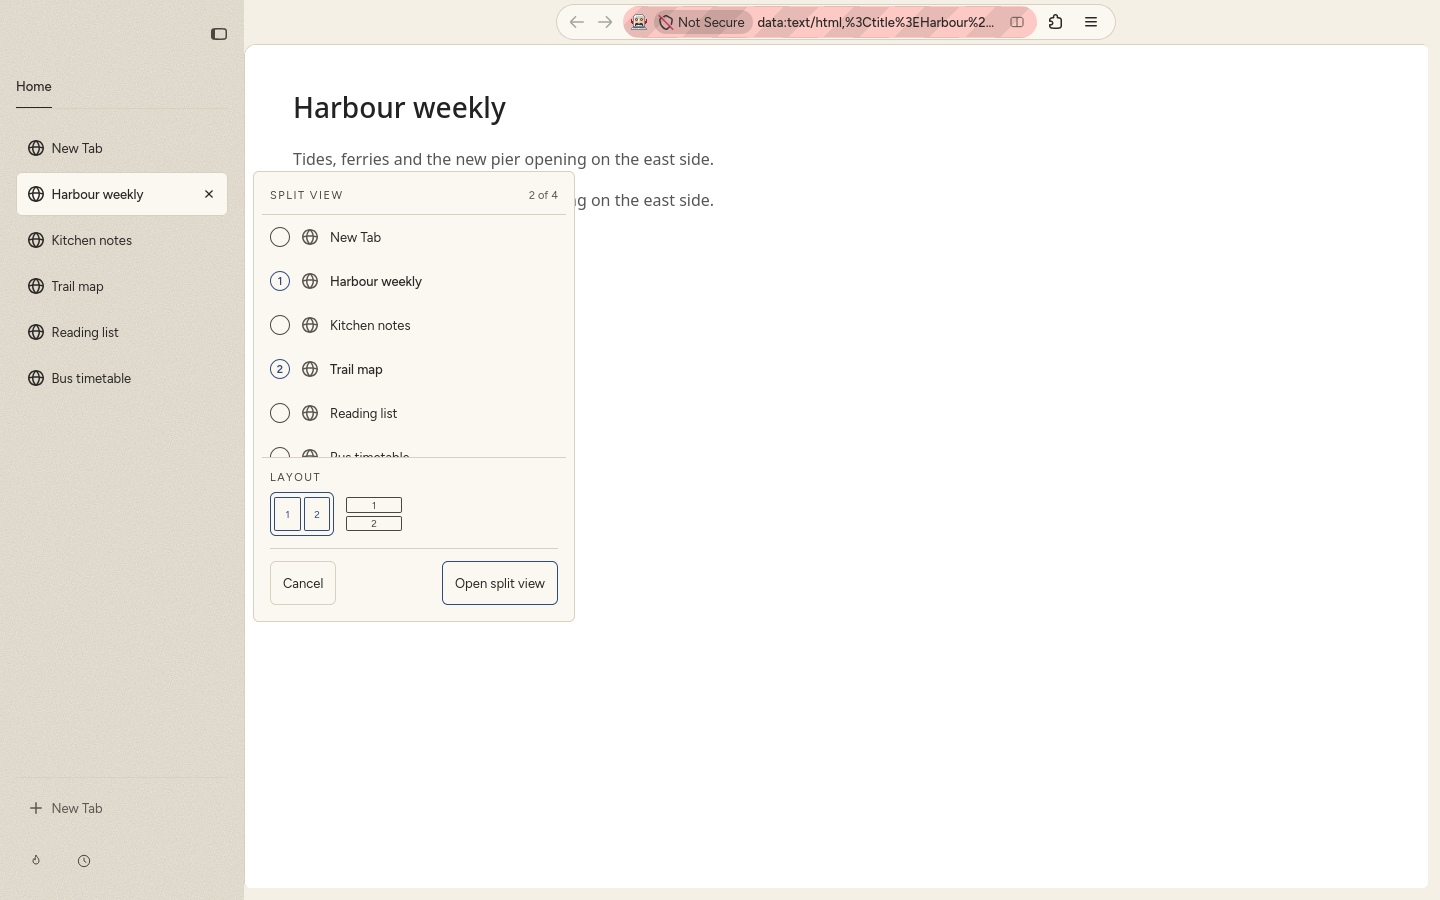 Not Secure data:text/html,%3Ctitle%3EHarbour%2...
Home
New Tab
Harbour weekly
Kitchen notes
Trail map
Reading list
Bus timetable
New Tab
Harbour weekly
Tides, ferries and the new pier opening on the east side.
ng on the east side.
SPLIT VIEW 2 of 4
New Tab
1 Harbour weekly
Kitchen notes
2 Trail map
Reading list
Bus timetable
LAYOUT
1 2
1
2
Cancel Open split view